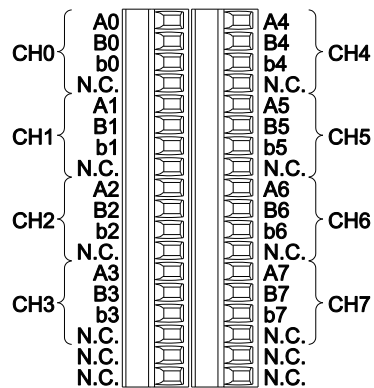 A0 A4
B0 B4
CH0 CH4
b0 b4
N.C. N.C.
A1 A5
B1 B5
CH1 CH5
b1 b5
N.C. N.C.
A2 A6
B2 B6
CH2 CH6
b2 b6
N.C. N.C.
A3 A7
B3 B7
CH3 CH7
b3 b7
N.C. N.C.
N.C. N.C.
N.C. N.C.